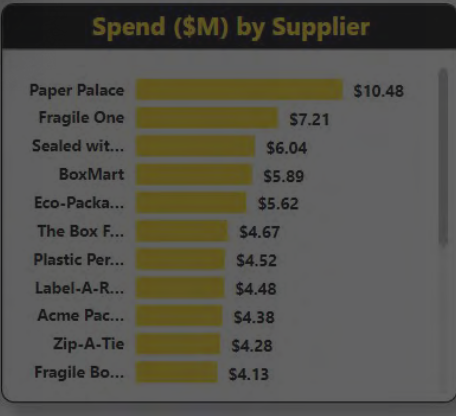 Spend ($M) by Supplier
Paper Palace $10.48
Fragile One $7.21
Sealed wit... $6.04
BoxMart $5.89
Eco-Packa... $5.62
The Box F... $4.67
Plastic Per... $4.52
Label-A-R... $4.48
Acme Pac... $4.38
Zip-A-Tie $4.28
Fragile Bo... $4.13